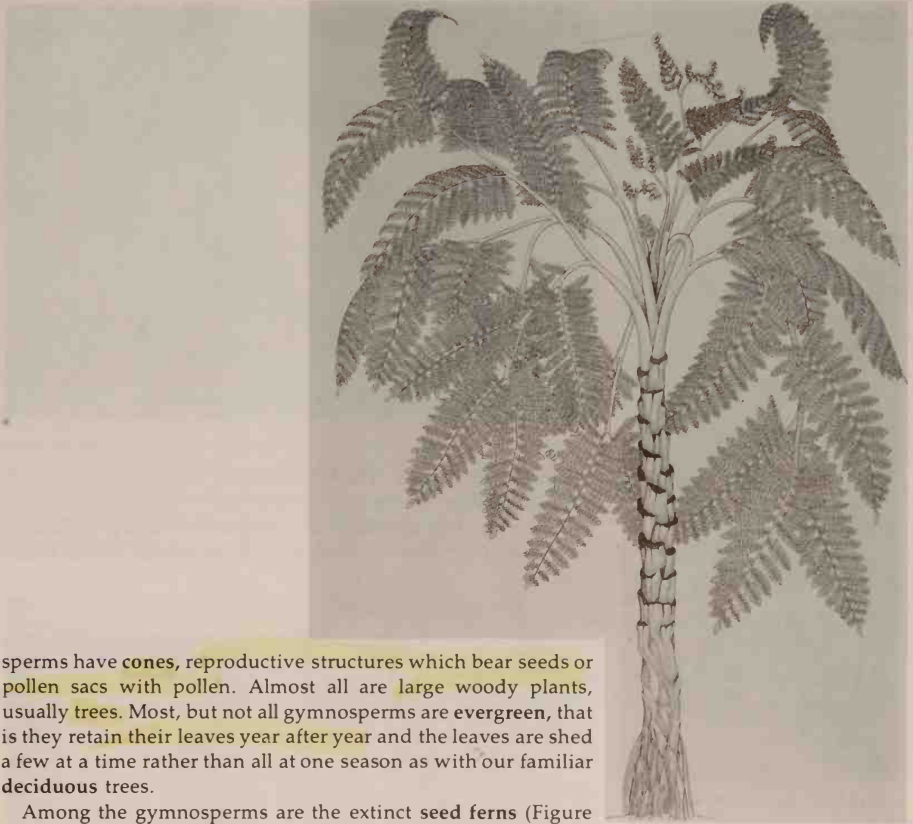 sperms have cones, reproductive structures which bear seeds or
pollen sacs with pollen. Almost all are large woody plants,
usually trees. Most, but not all gymnosperms are evergreen, that
is they retain their leaves year after year and the leaves are shed
a few at a time rather than all at one season as with our familiar
deciduous trees.
Among the gymnosperms are the extinct seed ferns (Figure